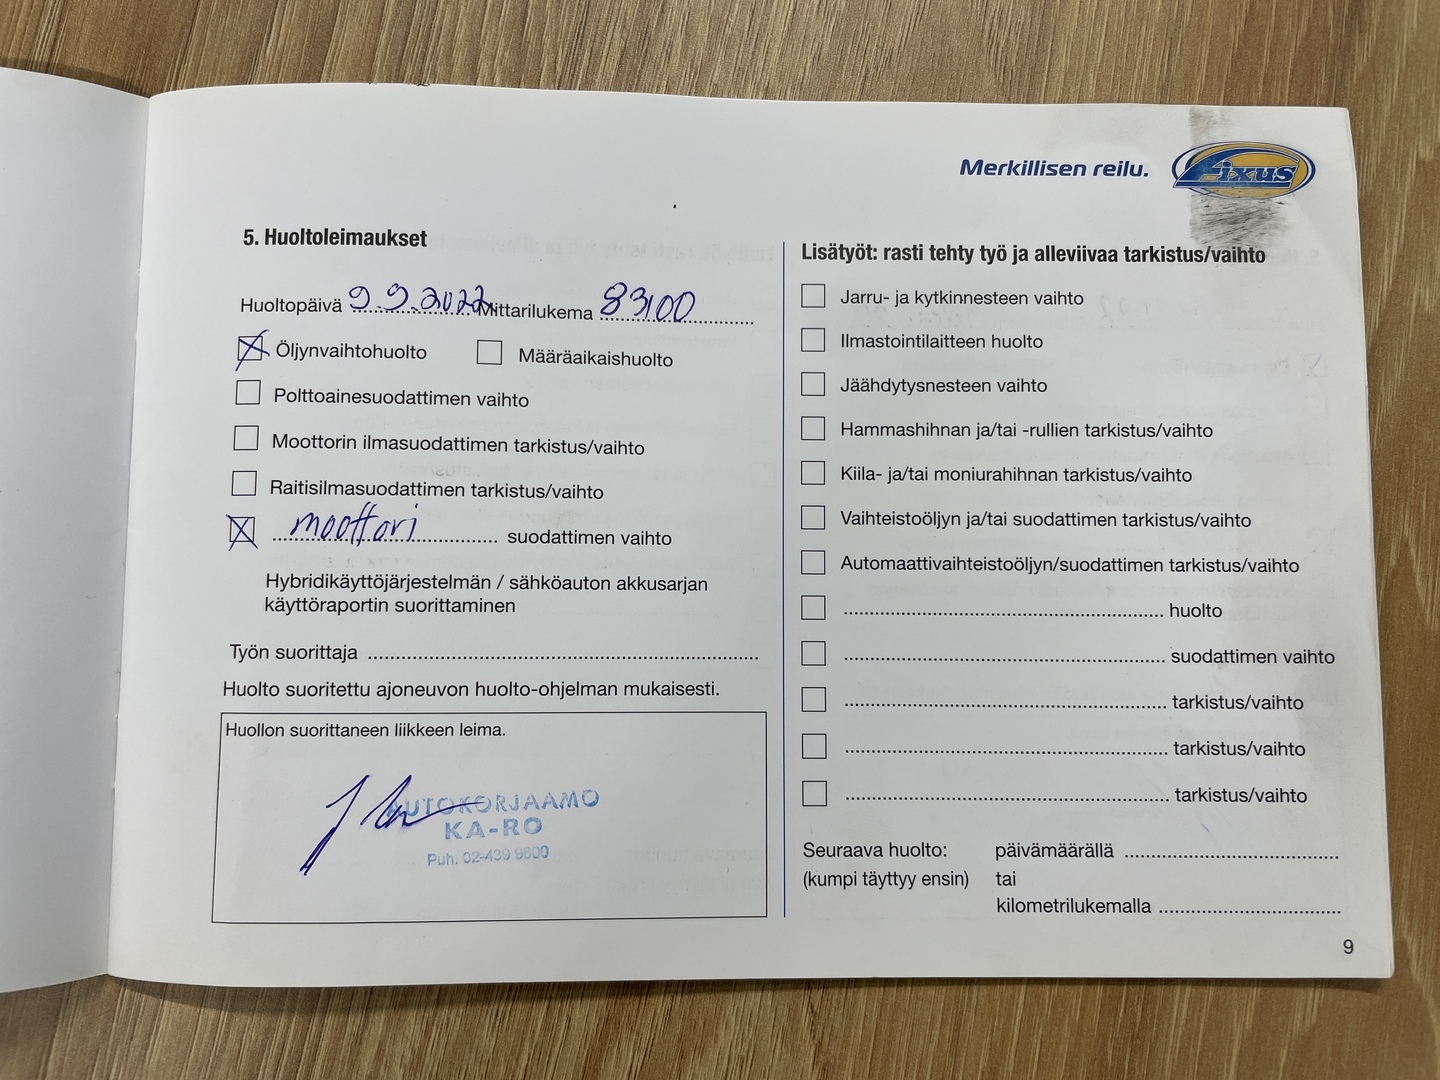 Merkillisen reilu. Fixus
5. Huoltoleimaukset
Huoltopäivä 9.9.2022 Mittarilukema 83100
Öljynvaihtohuolto Määräaikaishuolto
Polttoainesuodattimen vaihto
Moottorin ilmasuodattimen tarkistus/vaihto
Raitisilmasuodattimen tarkistus/vaihto
moottori suodattimen vaihto
Hybridikäyttöjärjestelmän / sähköauton akkusarjan
käyttöraportin suorittaminen
Työn suorittaja
Huolto suoritettu ajoneuvon huolto-ohjelman mukaisesti.
Huollon suorittaneen liikkeen leima.
AUTOKORJAAMO
KA-RO
Puh. 02-439 9800
Lisätyöt: rasti tehty työ ja alleviivaa tarkistus/vaihto
Jarru- ja kytkinnesteen vaihto
Ilmastointilaitteen huolto
Jäähdytysnesteen vaihto
Hammashihnan ja/tai -rullien tarkistus/vaihto
Kiila- ja/tai moniurahihnan tarkistus/vaihto
Vaihteistoöljyn ja/tai suodattimen tarkistus/vaihto
Automaattivaihteistoöljyn/suodattimen tarkistus/vaihto
huolto
suodattimen vaihto
tarkistus/vaihto
tarkistus/vaihto
tarkistus/vaihto
Seuraava huolto: päivämäärällä
(kumpi täyttyy ensin) tai
kilometrilukemalla
9